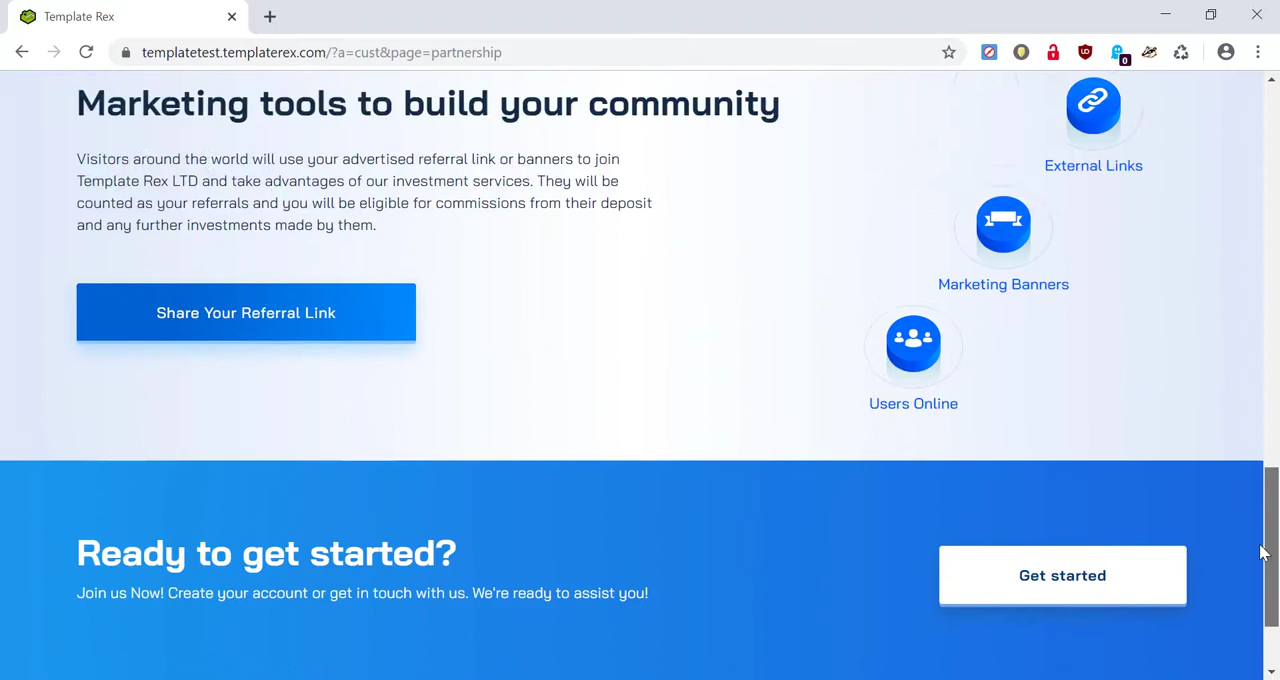 Template Rex
templatetest.templaterex.com/?a=cust&page=partnership
0
Marketing tools to build your community
Visitors around the world will use your advertised referral link or banners to join
Template Rex LTD and take advantages of our investment services. They will be
counted as your referrals and you will be eligible for commissions from their deposit
and any further investments made by them.
Share Your Referral Link
External Links
Marketing Banners
Users Online
Ready to get started?
Join us Now! Create your account or get in touch with us. We're ready to assist you!
Get started